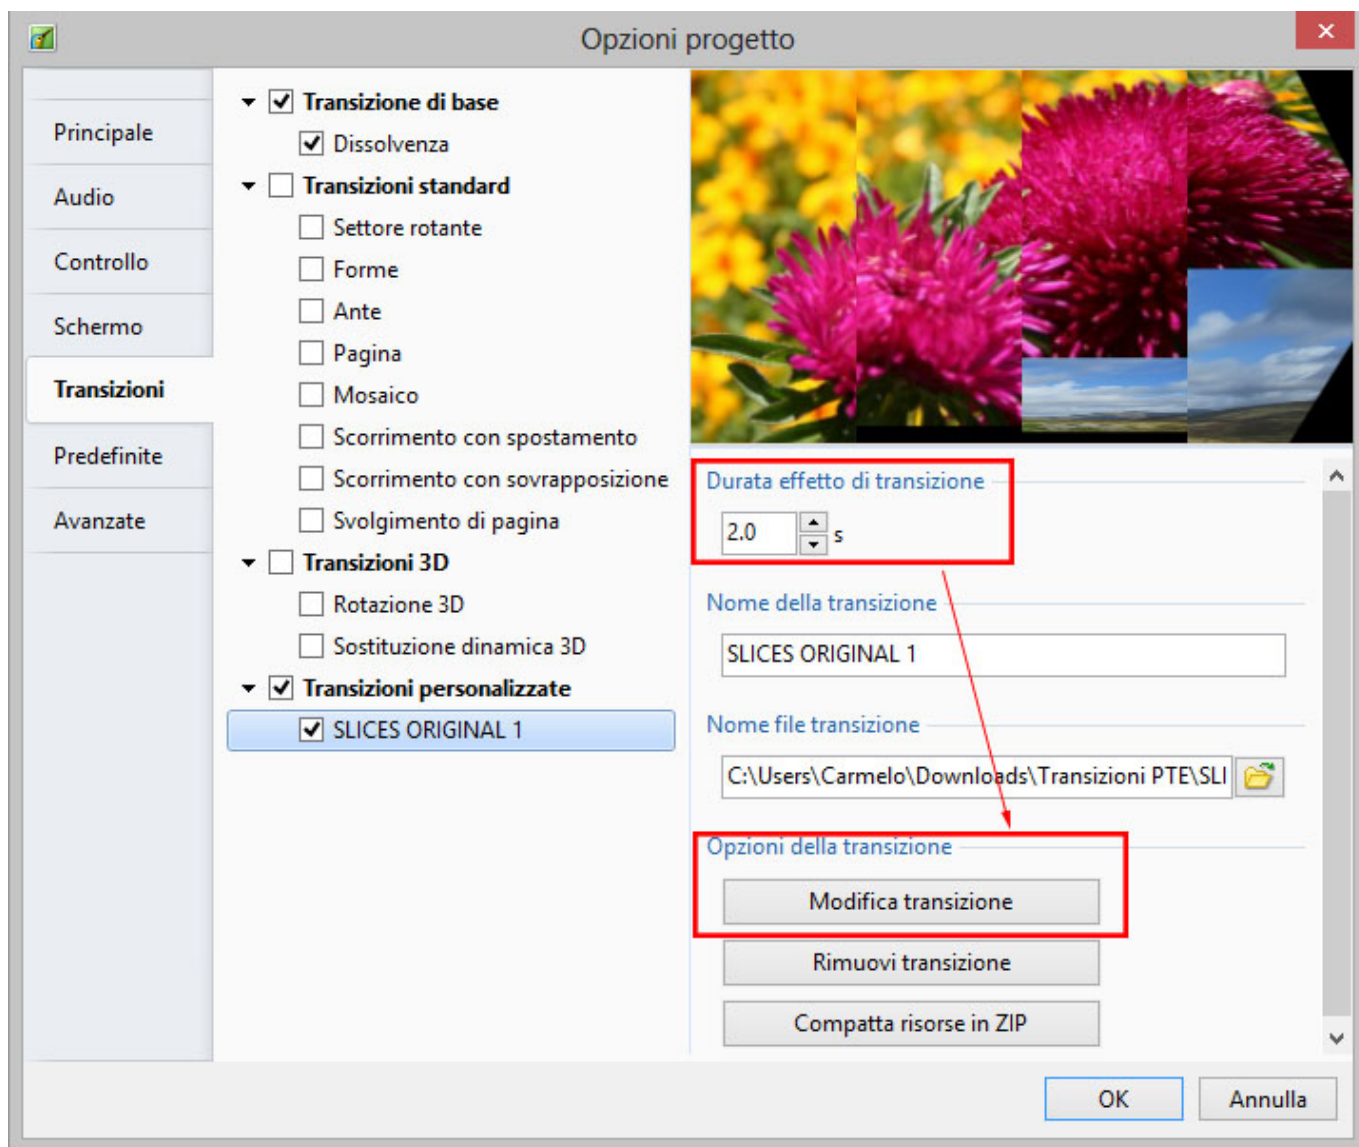 Opzioni progetto
Principale
Audio
Controllo
Schermo
Transizioni
Predefinite
Avanzate
Transizione di base
Dissolvenza
Transizioni standard
Settore rotante
Forme
Ante
Pagina
Mosaico
Scorrimento con spostamento
Scorrimento con sovrapposizione
Svolgimento di pagina
Transizioni 3D
Rotazione 3D
Sostituzione dinamica 3D
Transizioni personalizzate
SLICES ORIGINAL 1
Durata effetto di transizione
2.0 s
Nome della transizione
SLICES ORIGINAL 1
Nome file transizione
C:\Users\Carmelo\Downloads\Transizioni PTE\SLI
Opzioni della transizione
Modifica transizione
Rimuovi transizione
Compatta risorse in ZIP
OK
Annulla